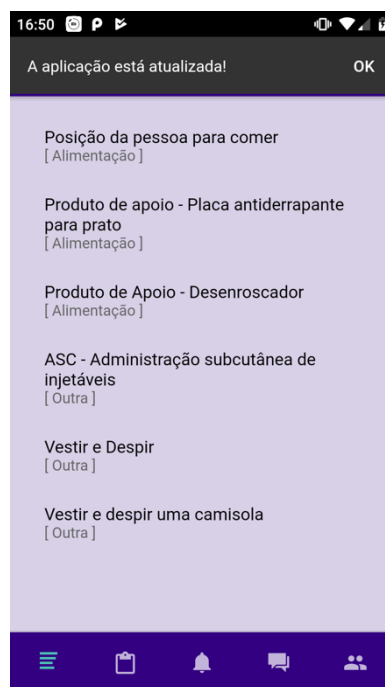 16:50
A aplicação está atualizada! OK
Posição da pessoa para comer
[ Alimentação ]
Produto de apoio - Placa antiderrapante
para prato
[ Alimentação ]
Produto de Apoio - Desenroscador
[ Alimentação ]
ASC - Administração subcutânea de
injetáveis
[ Outra ]
Vestir e Despir
[ Outra ]
Vestir e despir uma camisola
[ Outra ]